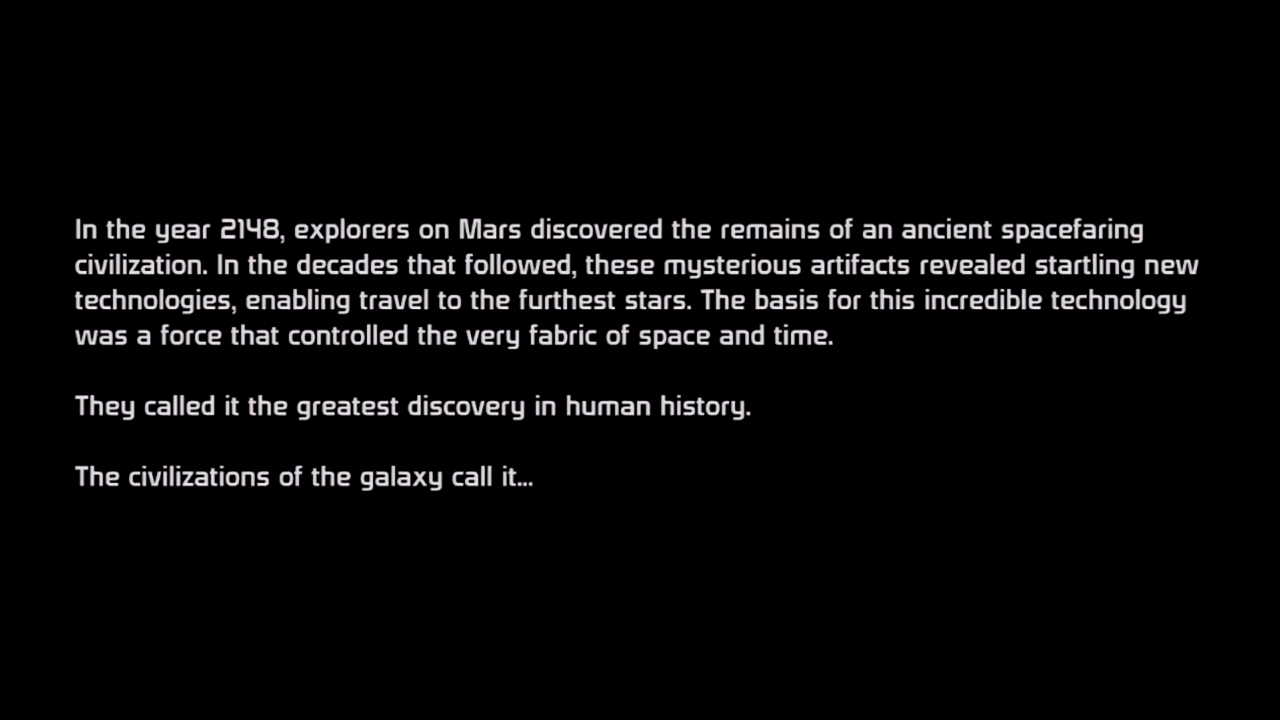 In the year 2148, explorers on Mars discovered the remains of an ancient spacefaring
civilization. In the decades that followed, these mysterious artifacts revealed startling new
technologies, enabling travel to the furthest stars. The basis for this incredible technology
was a force that controlled the very fabric of space and time.
They called it the greatest discovery in human history.
The civilizations of the galaxy call it...